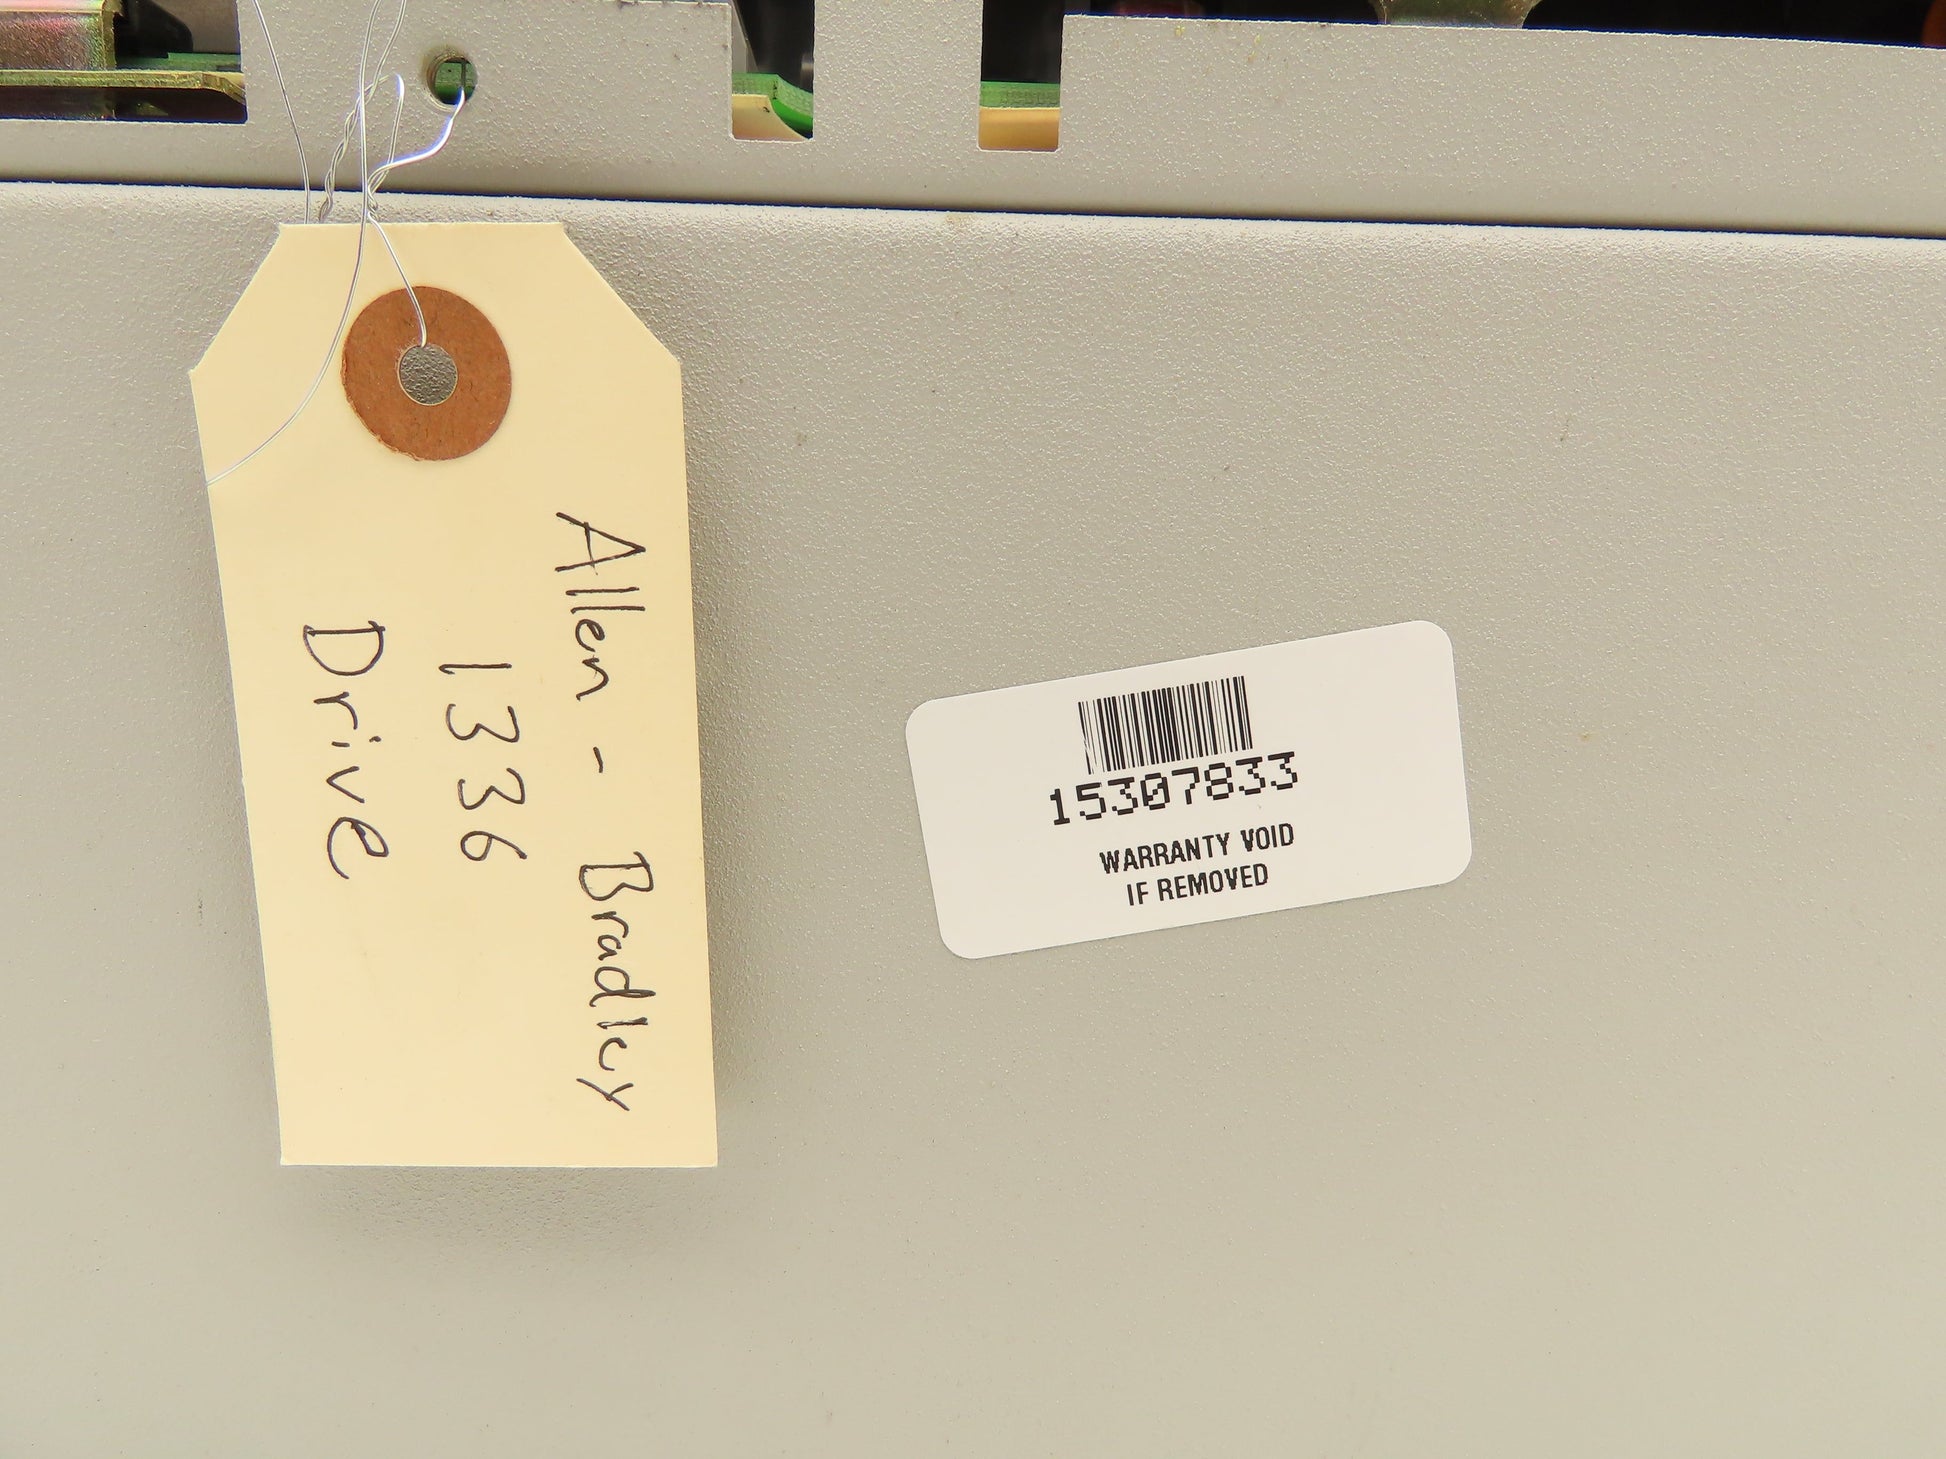 Allen - Bradley
1336
Drive
15307833
WARRANTY VOID
IF REMOVED